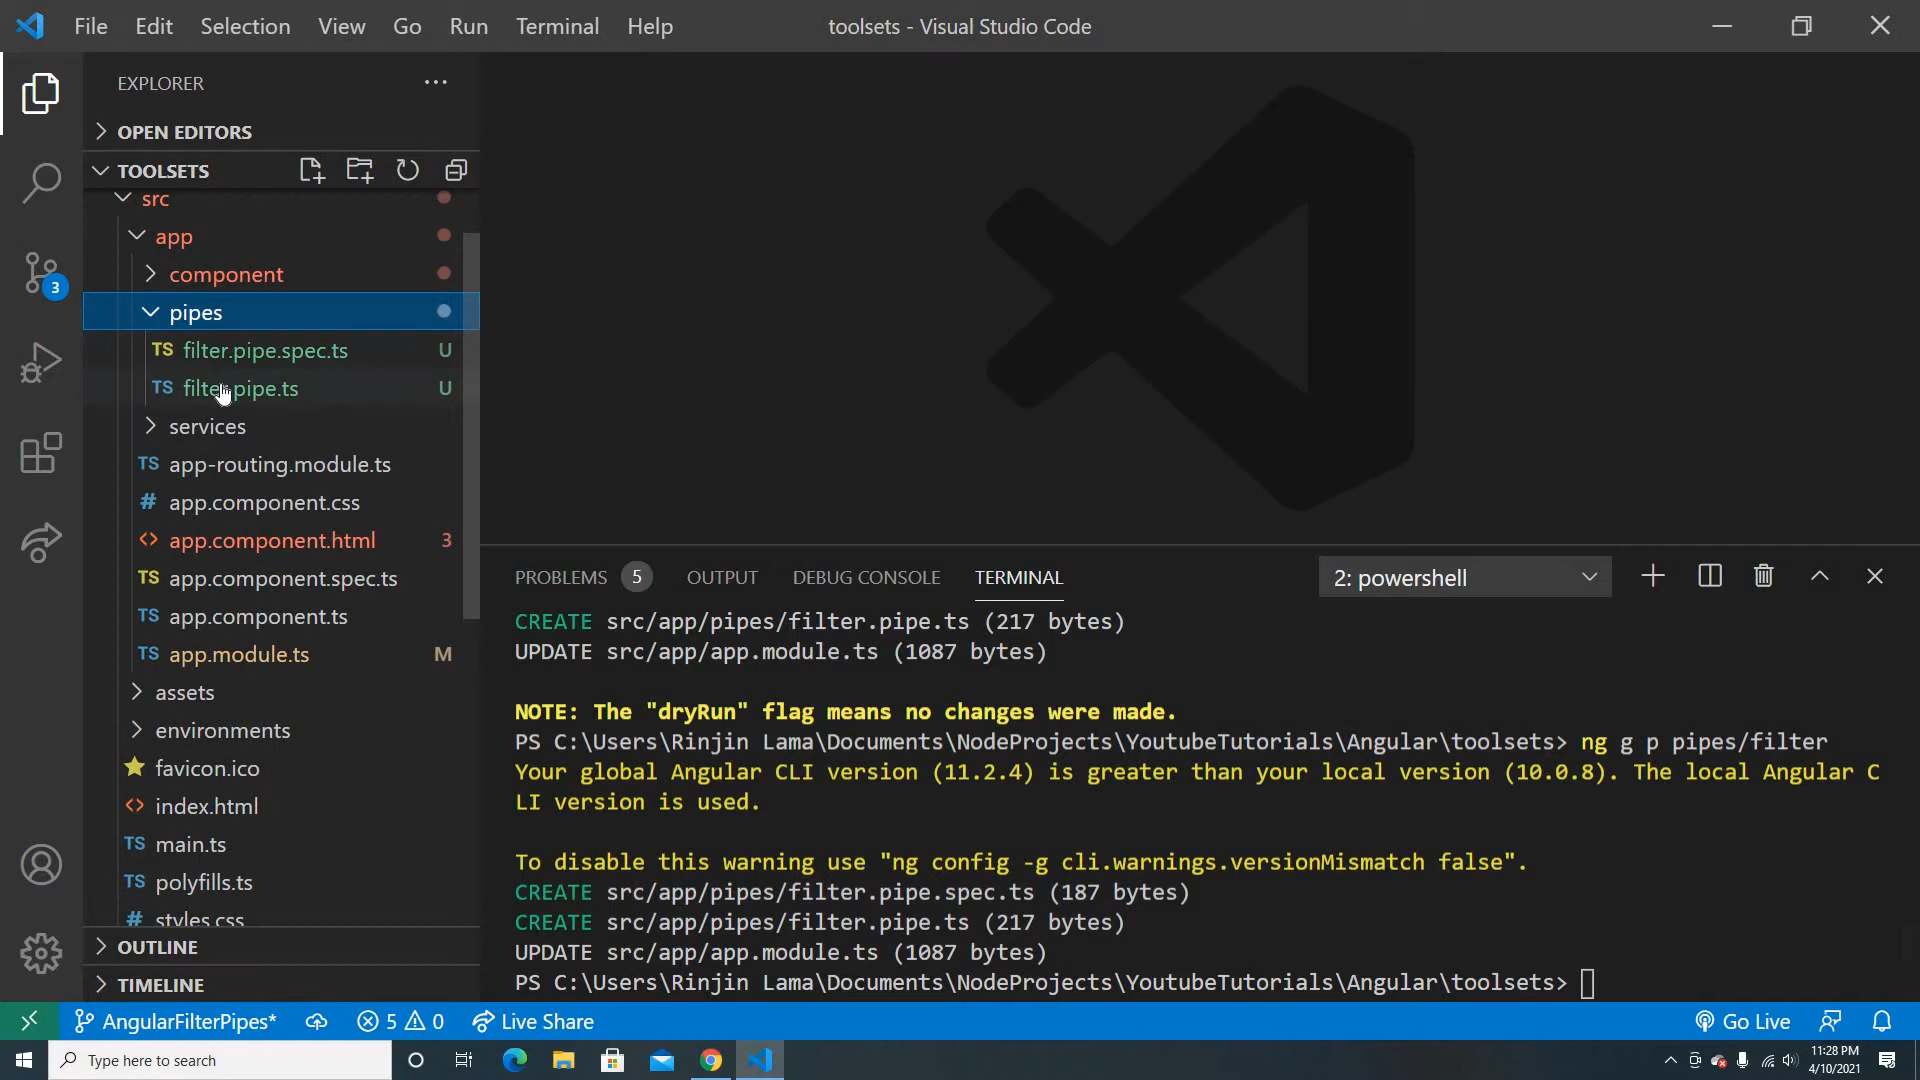 File Edit Selection View Go Run Terminal Help toolsets - Visual Studio Code
EXPLORER ...
OPEN EDITORS
TOOLSETS
src
app
component
pipes
TS filter.pipe.spec.ts U
TS filter.pipe.ts U
services
TS app-routing.module.ts
# app.component.css
<> app.component.html 3
TS app.component.spec.ts
TS app.component.ts
TS app.module.ts M
assets
environments
favicon.ico
<> index.html
TS main.ts
TS polyfills.ts
# styles.css
OUTLINE
TIMELINE
3
PROBLEMS 5 OUTPUT DEBUG CONSOLE TERMINAL 2: powershell
CREATE src/app/pipes/filter.pipe.ts (217 bytes)
UPDATE src/app/app.module.ts (1087 bytes)
NOTE: The "dryRun" flag means no changes were made.
PS C:\Users\Rinjin Lama\Documents\NodeProjects\YoutubeTutorials\Angular\toolsets> ng g p pipes/filter
Your global Angular CLI version (11.2.4) is greater than your local version (10.0.8). The local Angular C
LI version is used.
To disable this warning use "ng config -g cli.warnings.versionMismatch false".
CREATE src/app/pipes/filter.pipe.spec.ts (187 bytes)
CREATE src/app/pipes/filter.pipe.ts (217 bytes)
UPDATE src/app/app.module.ts (1087 bytes)
PS C:\Users\Rinjin Lama\Documents\NodeProjects\YoutubeTutorials\Angular\toolsets>
AngularFilterPipes* 5 0 Live Share Go Live
Type here to search
11:28 PM
4/10/2021